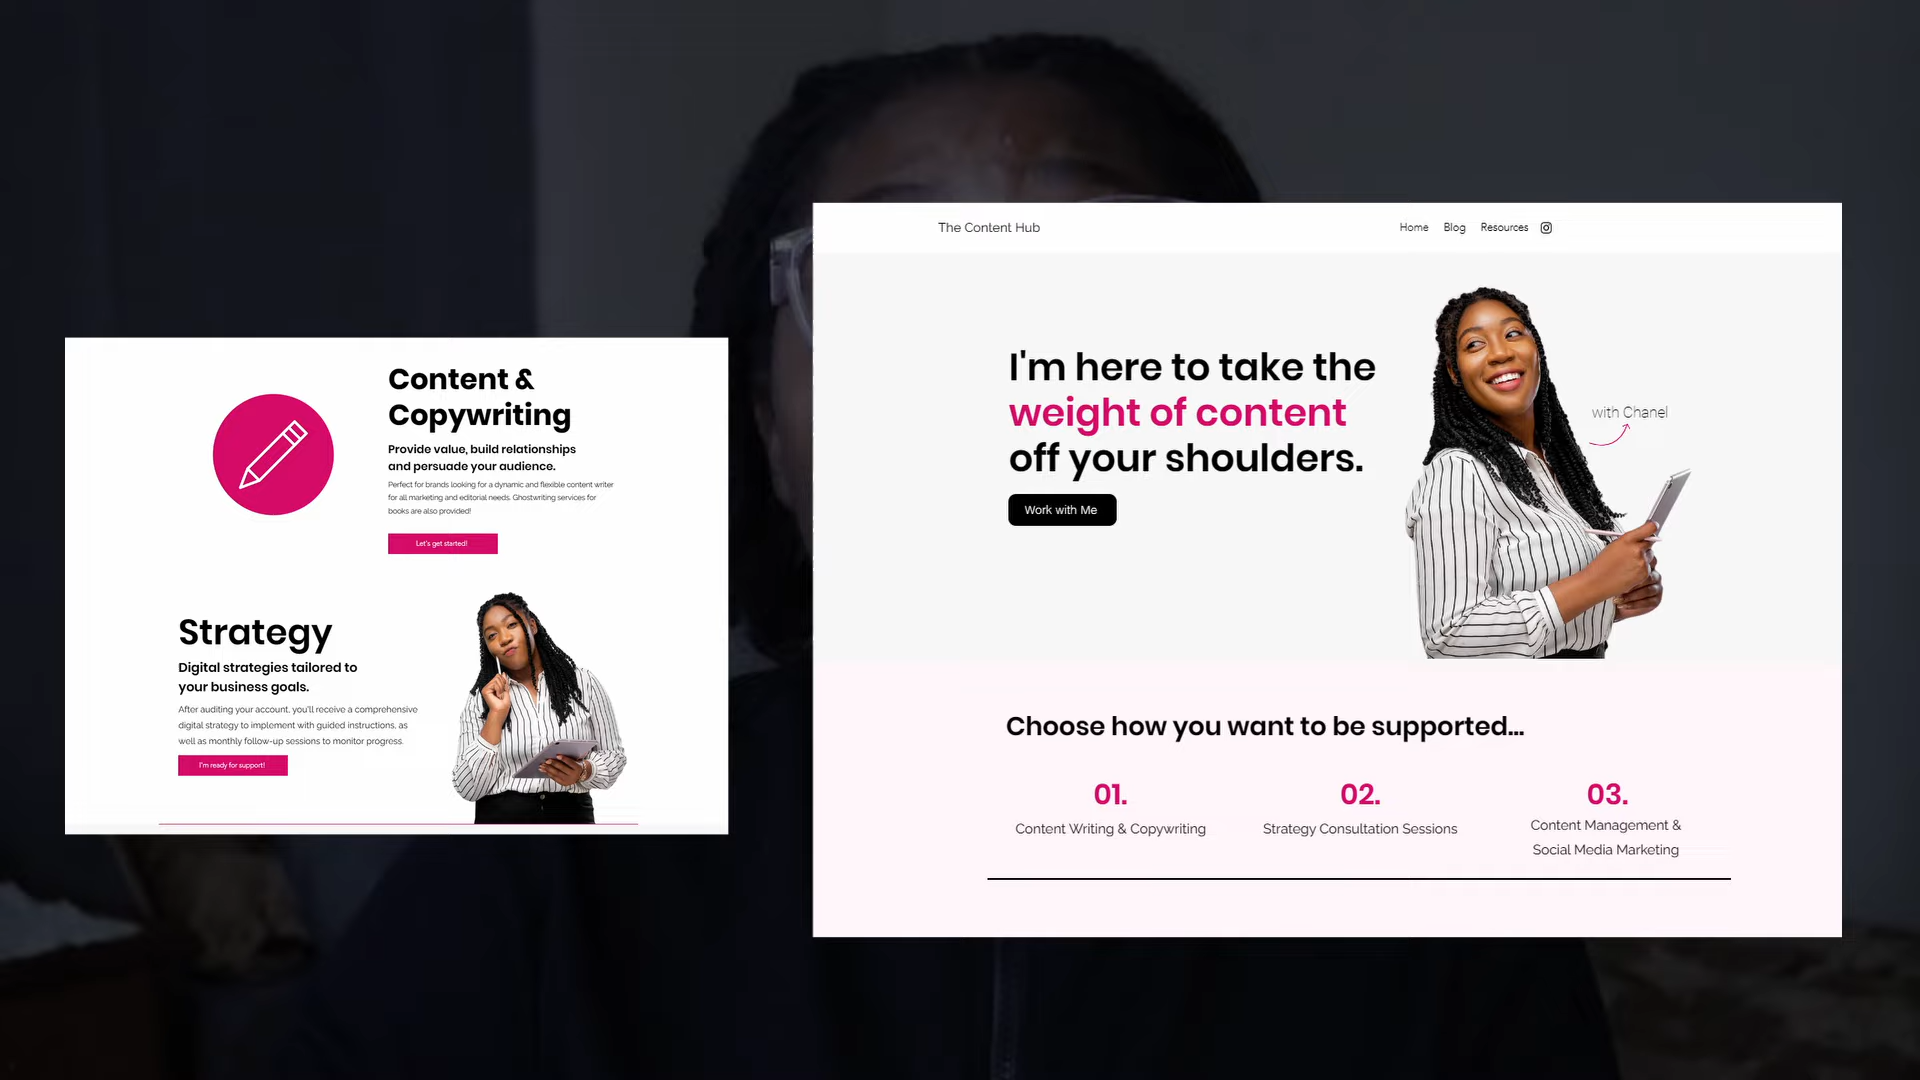 Content &
Copywriting
Provide value, build relationships
and persuade your audience.
Perfect for brands looking for a dynamic and flexible content writer
for all marketing and editorial needs. Ghostwriting services for
books are also provided!
Let's get started!
Strategy
Digital strategies tailored to
your business goals.
After auditing your account, you'll receive a comprehensive
digital strategy to implement with guided instructions, as
well as monthly follow-up sessions to monitor progress.
I'm ready for support!
The Content Hub
Home Blog Resources
I'm here to take the
weight of content
off your shoulders.
with Chanel
Work with Me
Choose how you want to be supported...
01. 02. 03.
Content Writing & Copywriting Strategy Consultation Sessions Content Management &
Social Media Marketing